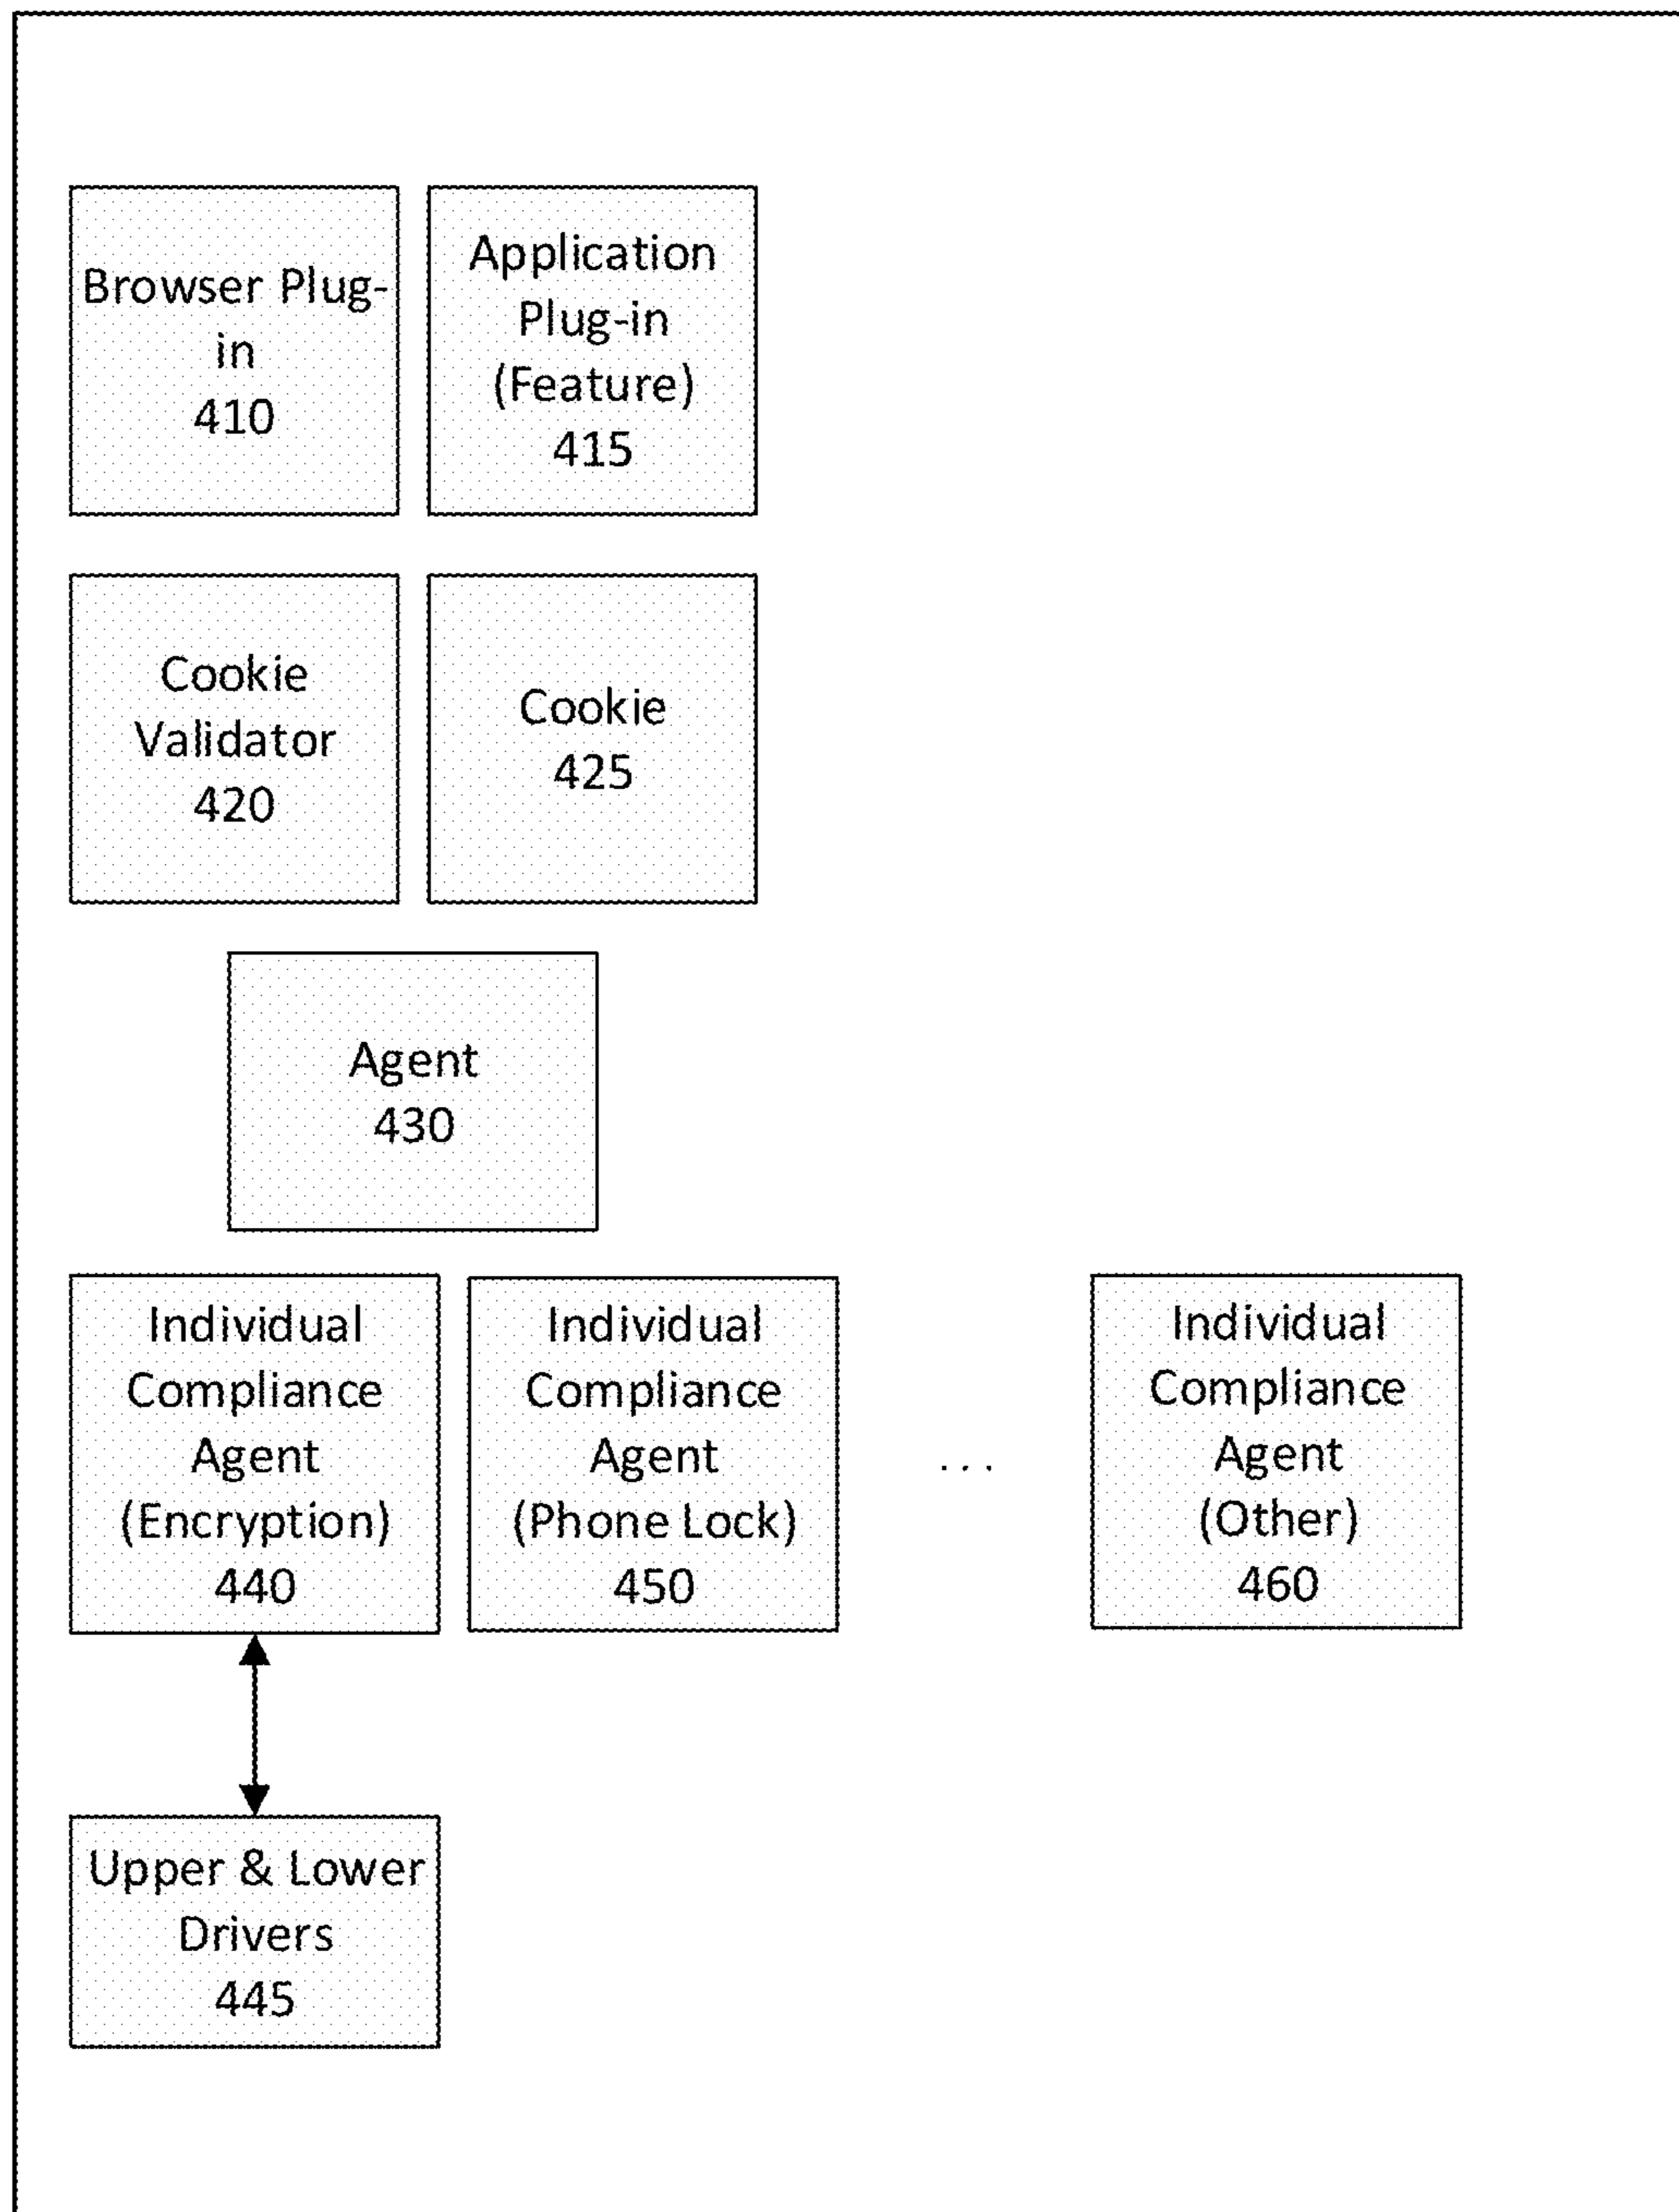 Browser Plug-
in
410
Application
Plug-in
(Feature)
415
Cookie
Validator
420
Cookie
425
Agent
430
Individual
Compliance
Agent
(Encryption)
440
Individual
Compliance
Agent
(Phone Lock)
450
. . .
Individual
Compliance
Agent
(Other)
460
Upper & Lower
Drivers
445